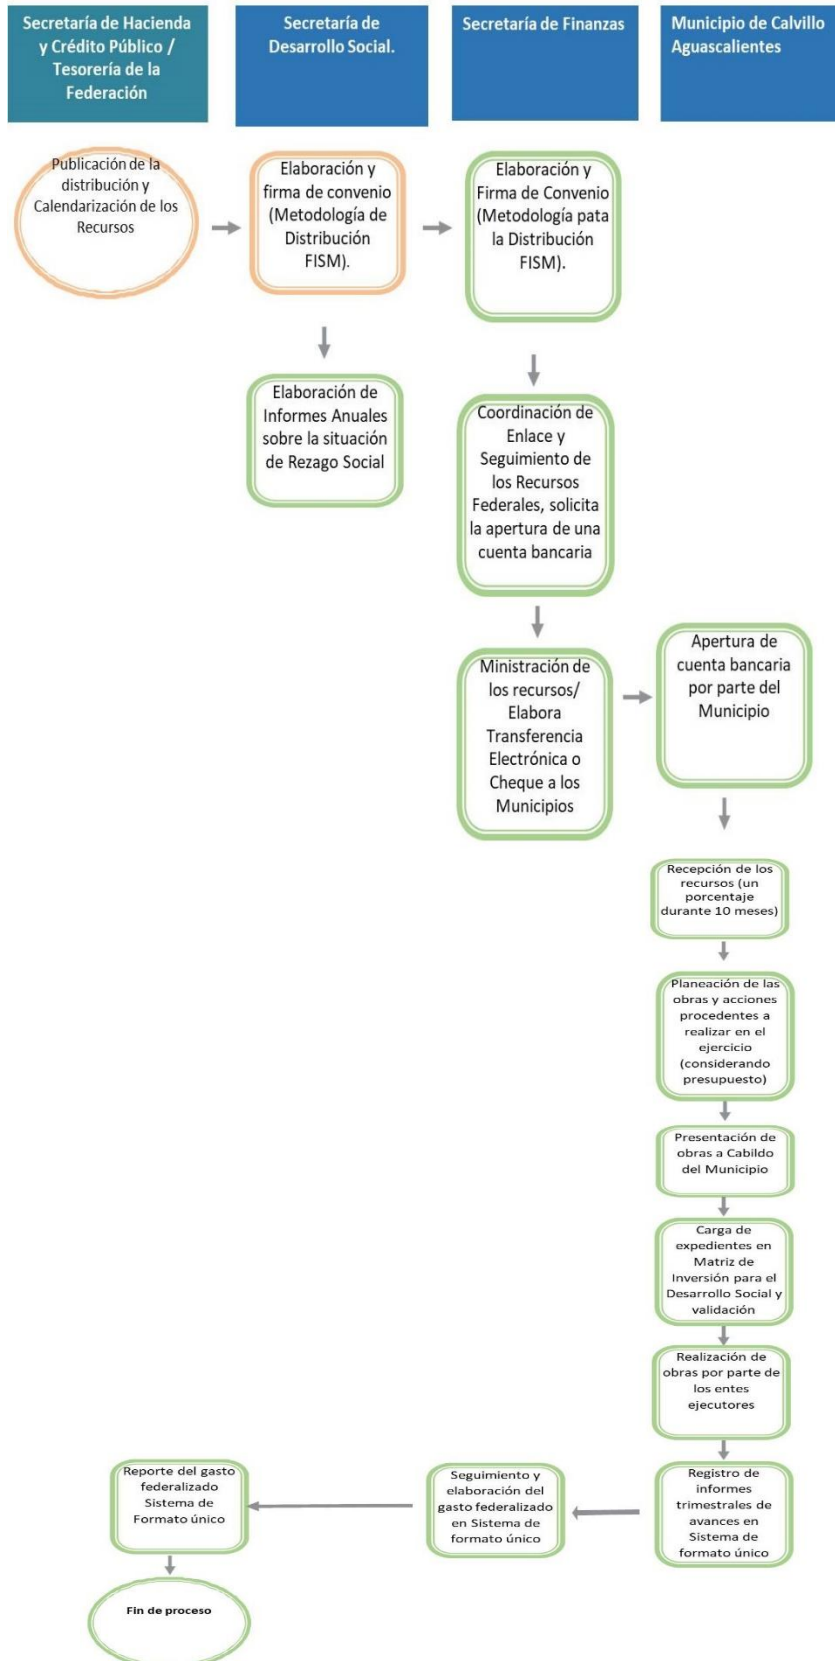 Secretaría de Hacienda
y Crédito Público /
Tesorería de la
Federación
Secretaría de
Desarrollo Social.
Secretaría de Finanzas
Municipio de Calvillo
Aguascalientes
Publicación de la
distribución y
Calendarización de los
Recursos
Elaboración y
firma de convenio
(Metodología de
Distribución
FISM).
Elaboración y
Firma de Convenio
(Metodología pata
la Distribución
FISM).
Elaboración de
Informes Anuales
sobre la situación
de Rezago Social
Coordinación de
Enlace y
Seguimiento de
los Recursos
Federales, solicita
la apertura de una
cuenta bancaria
Ministración de
los recursos/
Elabora
Transferencia
Electrónica o
Cheque a los
Municipios
Apertura de
cuenta bancaria
por parte del
Municipio
Recepción de los
recursos (un
porcentaje
durante 10 meses)
Planeación de las
obras y acciones
procedentes a
realizar en el
ejercicio
(considerando
presupuesto)
Presentación de
obras a Cabildo
del Municipio
Carga de
expedientes en
Matriz de
Inversión para el
Desarrollo Social y
validación
Realización de
obras por parte de
los entes
ejecutores
Registro de
informes
trimestrales de
avances en
Sistema de
formato único
Seguimiento y
elaboración del
gasto federalizado
en Sistema de
formato único
Reporte del gasto
federalizado
Sistema de
Formato único
Fin de proceso